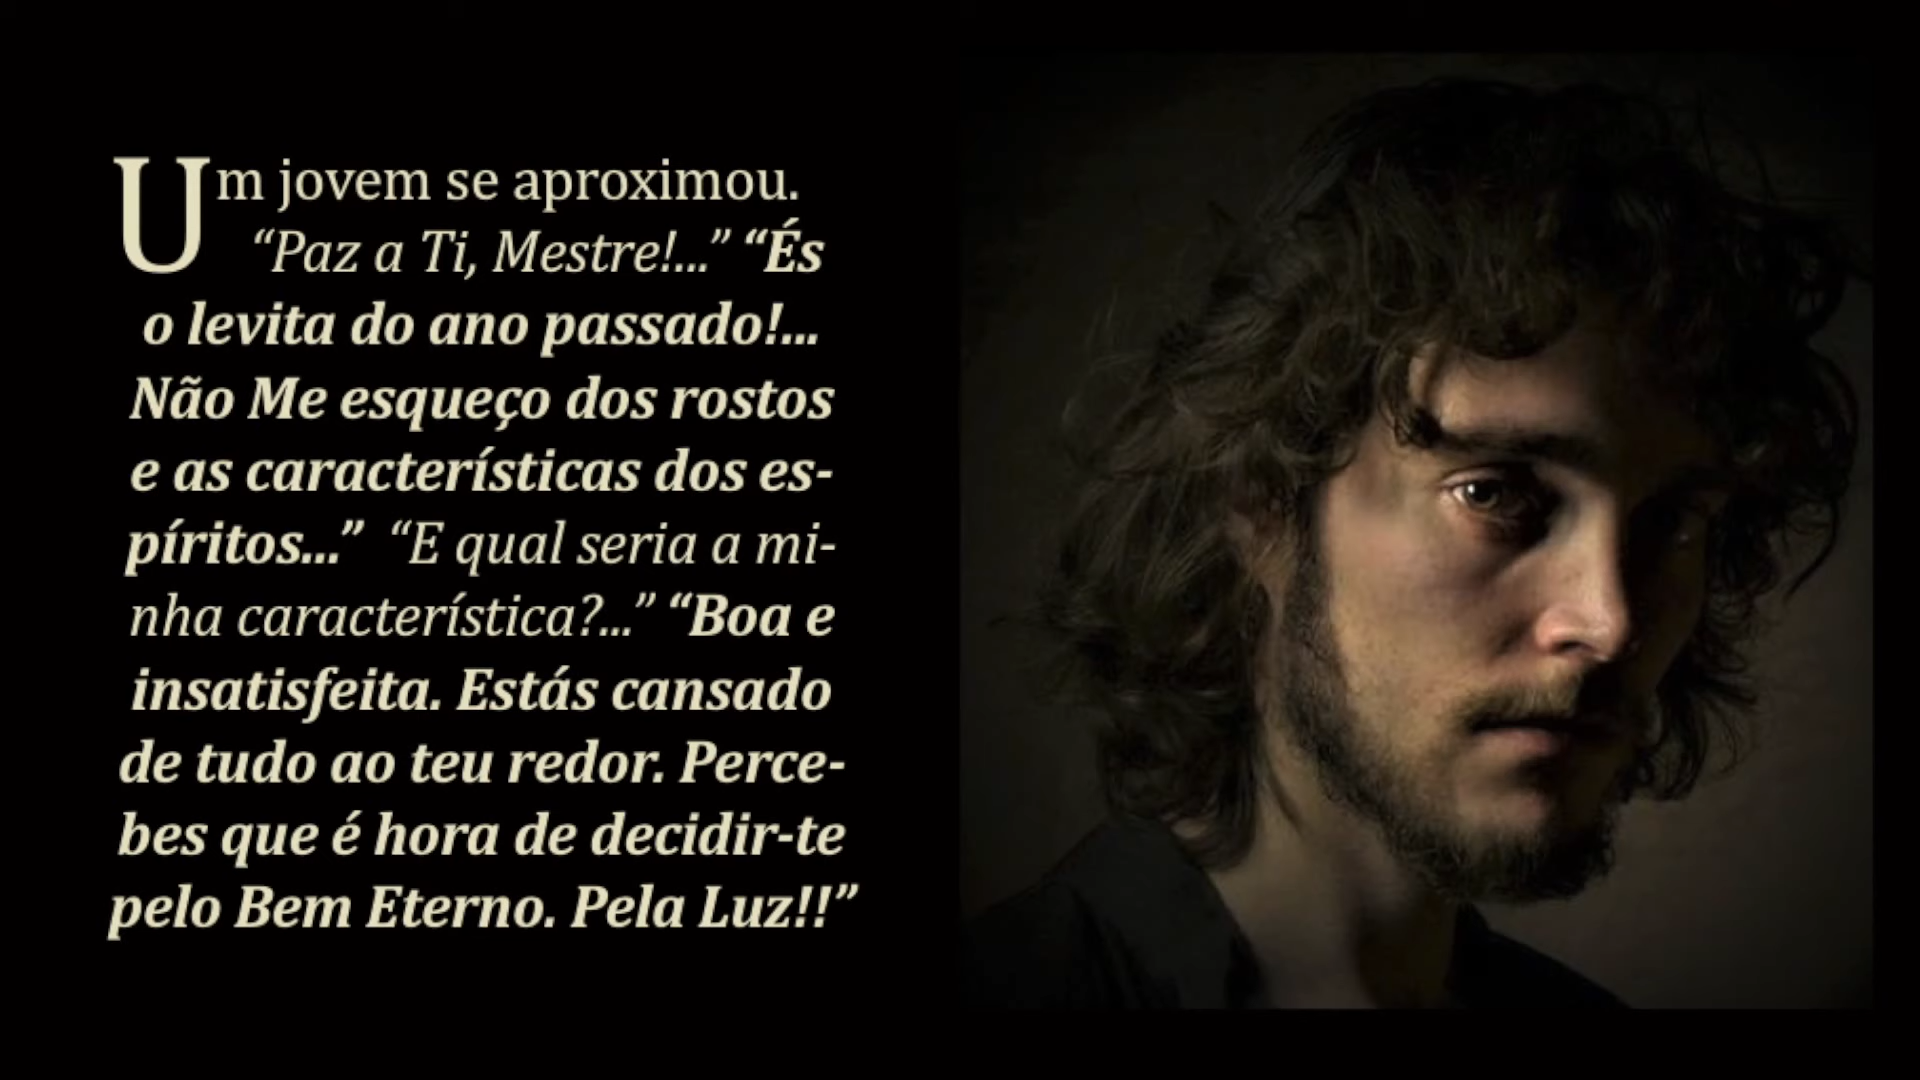 Um jovem se aproximou.
“Paz a Ti, Mestre!...” “És
o levita do ano passado!...
Não Me esqueço dos rostos
e as características dos es-
píritos...” “E qual seria a mi-
nha característica?...” “Boa e
insatisfeita. Estás cansado
de tudo ao teu redor. Perce-
bes que é hora de decidir-te
pelo Bem Eterno. Pela Luz!!”